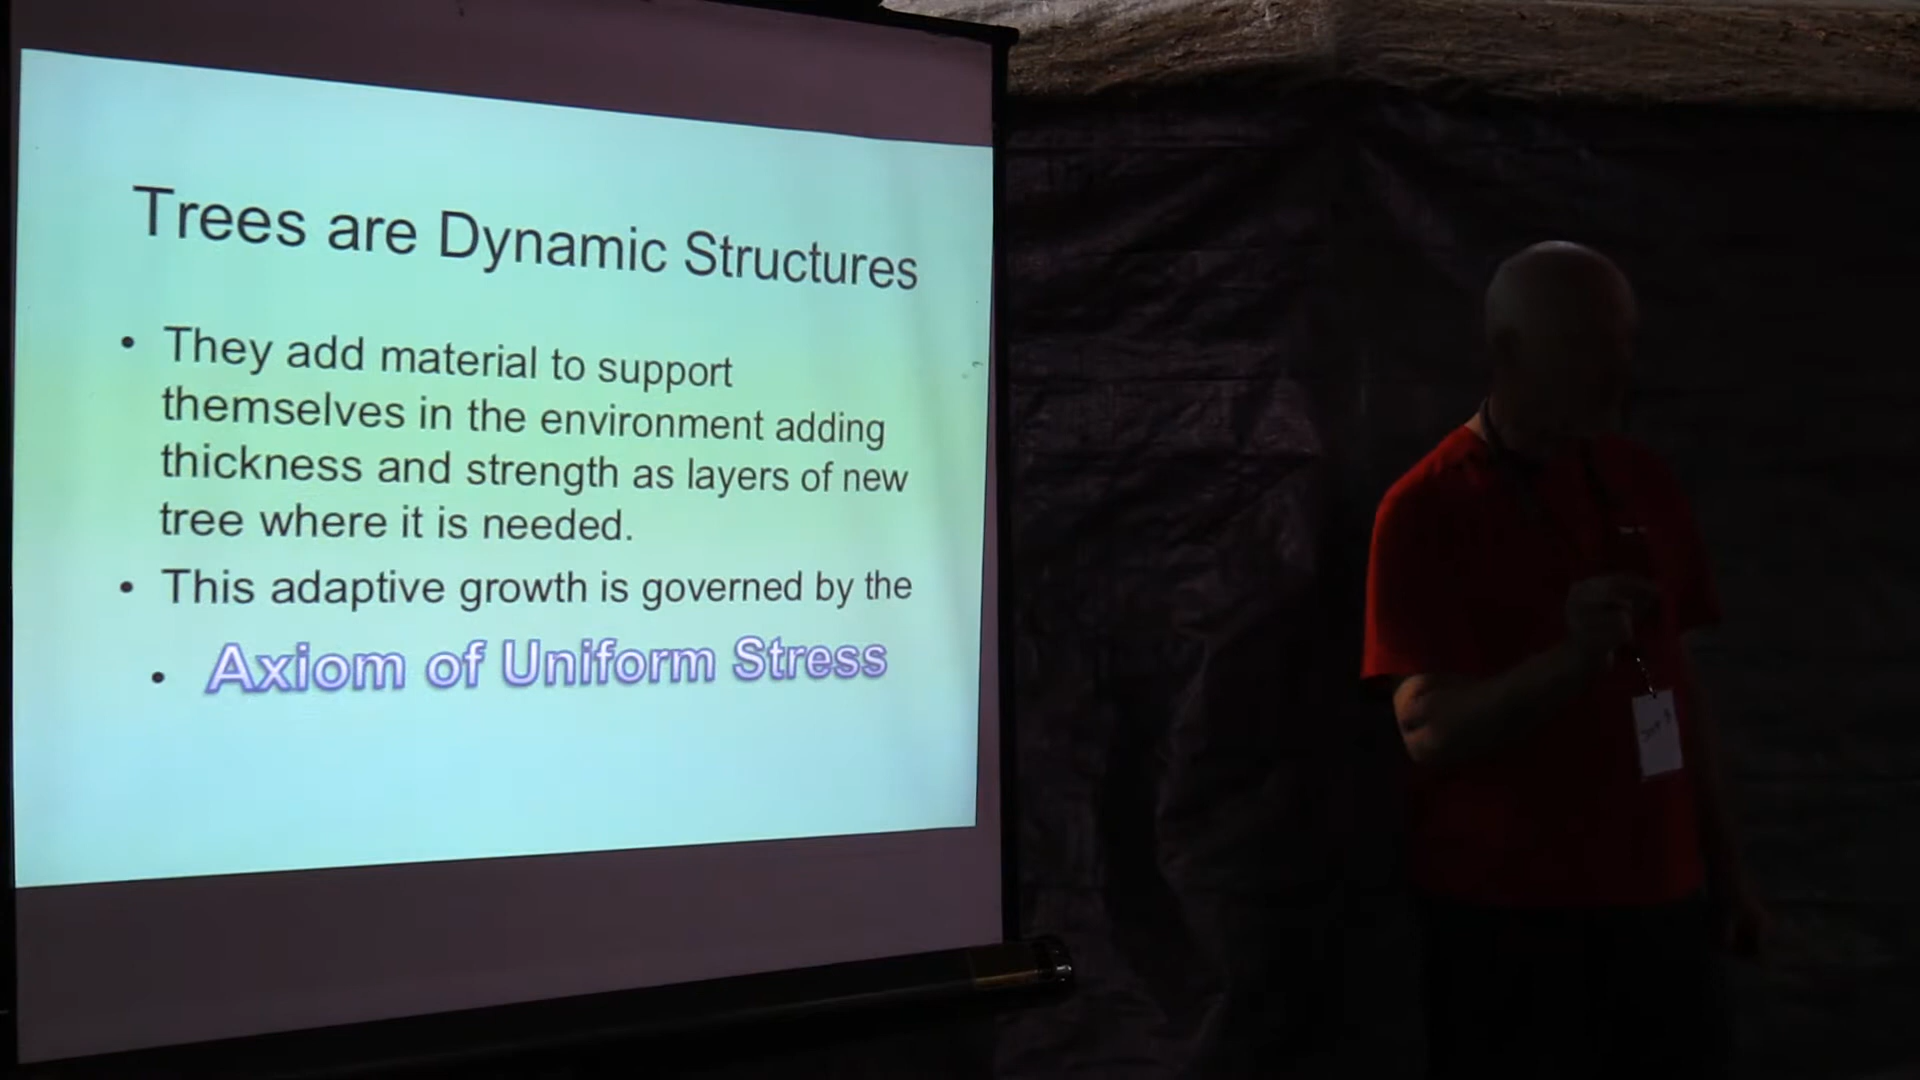 Trees are Dynamic Structures
• They add material to support
themselves in the environment adding
thickness and strength as layers of new
tree where it is needed.
• This adaptive growth is governed by the
• Axiom of Uniform Stress